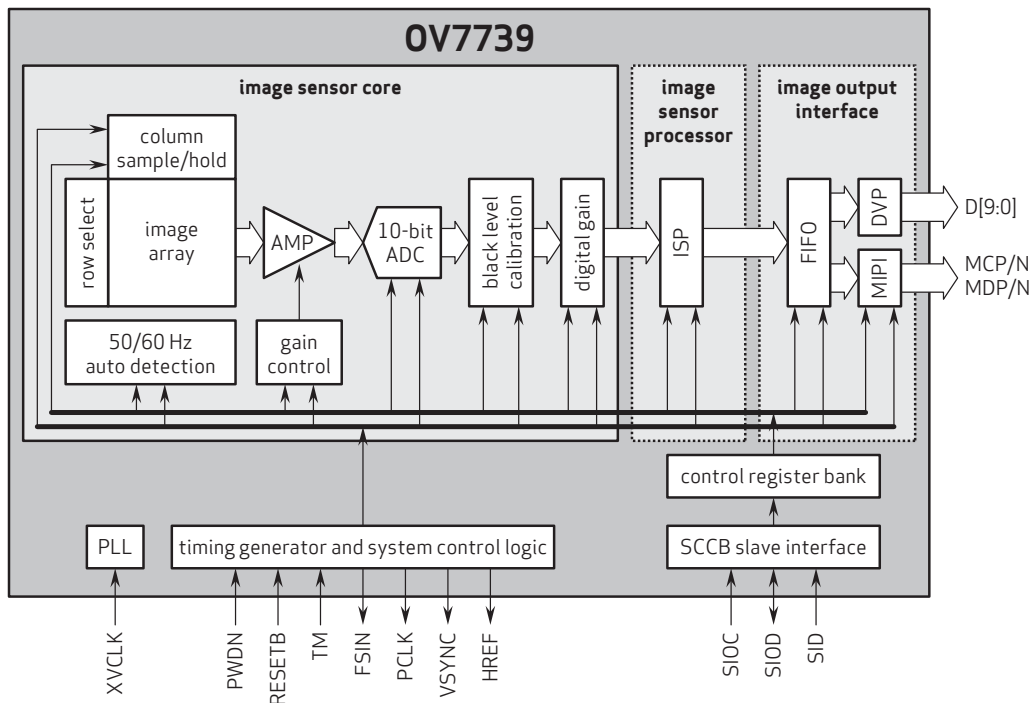 OV7739
image sensor core
image
sensor
processor
image output
interface
column
sample/hold
row select
image
array
AMP
10-bit
ADC
black level
calibration
digital gain
ISP
FIFO
DVP
MIPI
D[9:0]
MCP/N
MDP/N
50/60 Hz
auto detection
gain
control
control register bank
PLL
timing generator and system control logic
SCCB slave interface
XVCLK
PWDN
RESETB
TM
FSIN
PCLK
VSYNC
HREF
SIOC
SIOD
SID